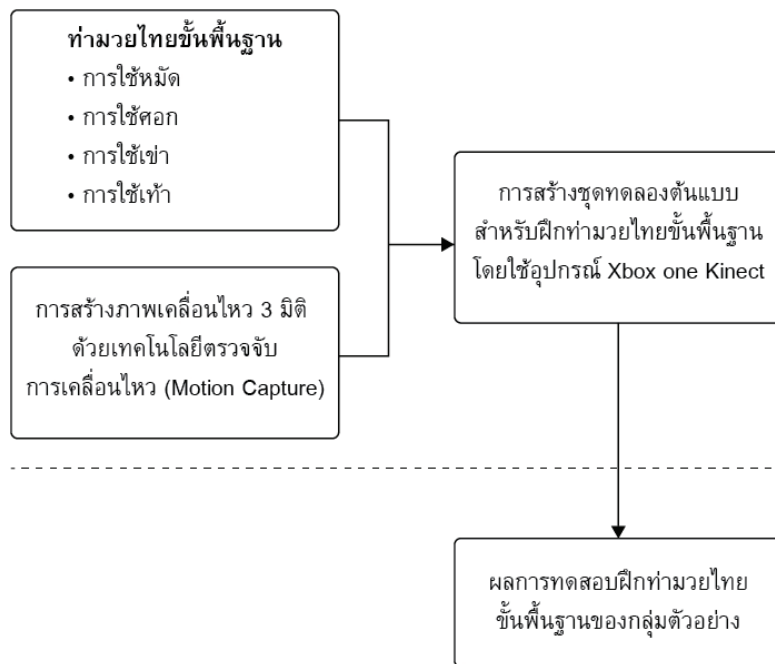 ท่ามวยไทยขั้นพื้นฐาน
• การใช้หมัด
• การใช้ศอก
• การใช้เข่า
• การใช้เท้า
การสร้างภาพเคลื่อนไหว 3 มิติ
ด้วยเทคโนโลยีตรวจจับ
การเคลื่อนไหว (Motion Capture)
การสร้างชุดทดลองต้นแบบ
สำหรับฝึกท่ามวยไทยขั้นพื้นฐาน
โดยใช้อุปกรณ์ Xbox one Kinect
ผลการทดสอบฝึกท่ามวยไทย
ขั้นพื้นฐานของกลุ่มตัวอย่าง